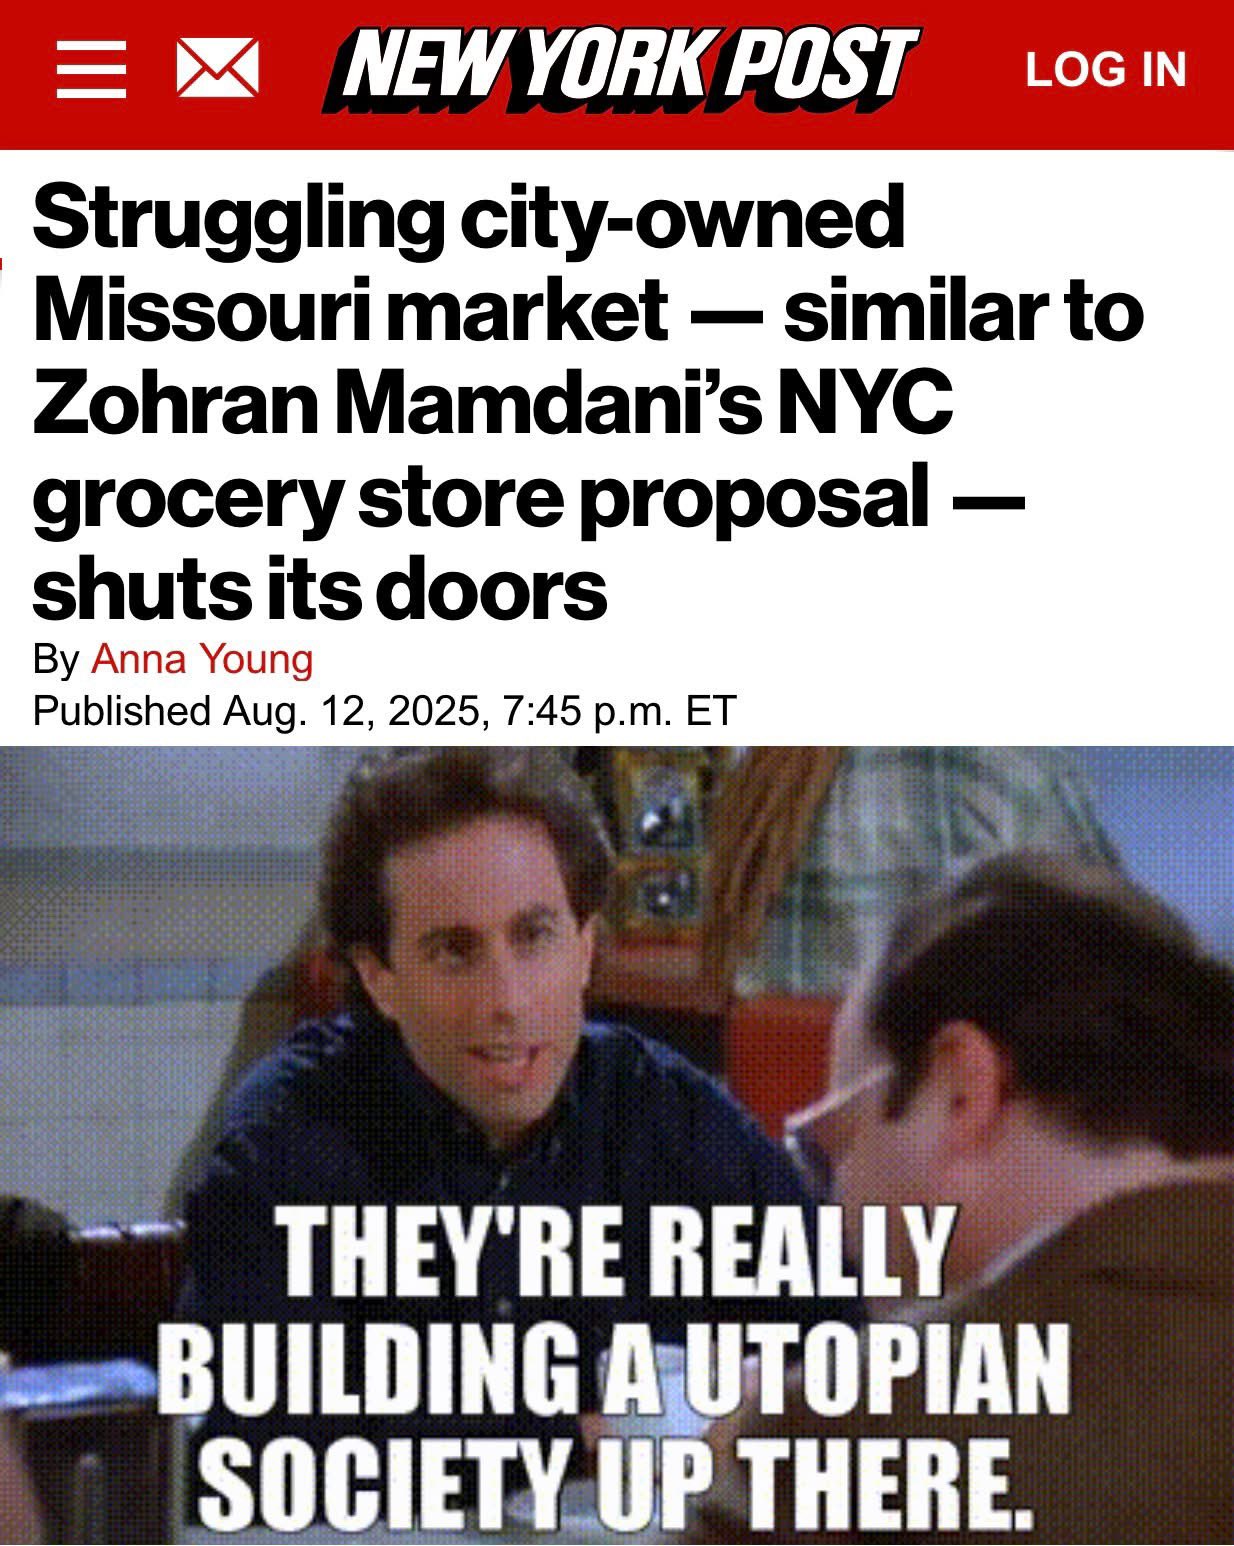 NEW YORK POST
LOG IN
Struggling city-owned
Missouri market — similar to
Zohran Mamdani’s NYC
grocery store proposal —
shuts its doors
By Anna Young
Published Aug. 12, 2025, 7:45 p.m. ET
THEY'RE REALLY
BUILDING A UTOPIAN
SOCIETY UP THERE.